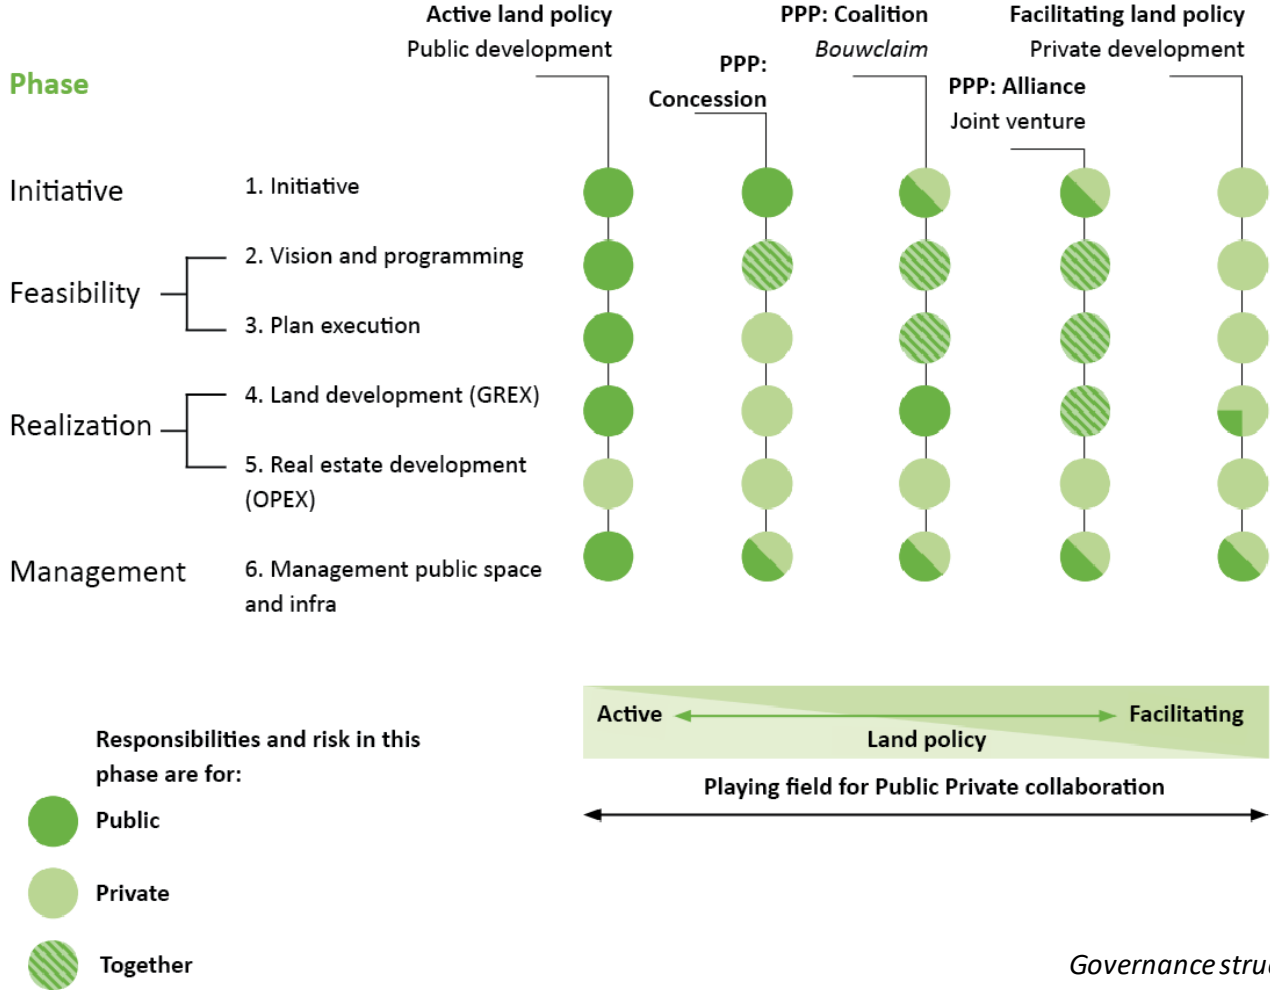 Active land policy
Public development
PPP:
Concession
PPP: Coalition
Bouwclaim
PPP: Alliance
Joint venture
Facilitating land policy
Private development
Phase
Initiative
1. Initiative
Feasibility
2. Vision and programming
3. Plan execution
Realization
4. Land development (GREX)
5. Real estate development
(OPEX)
Management
6. Management public space
and infra
Active
Facilitating
Land policy
Playing field for Public Private collaboration
Responsibilities and risk in this
phase are for:
Public
Private
Together
Governance